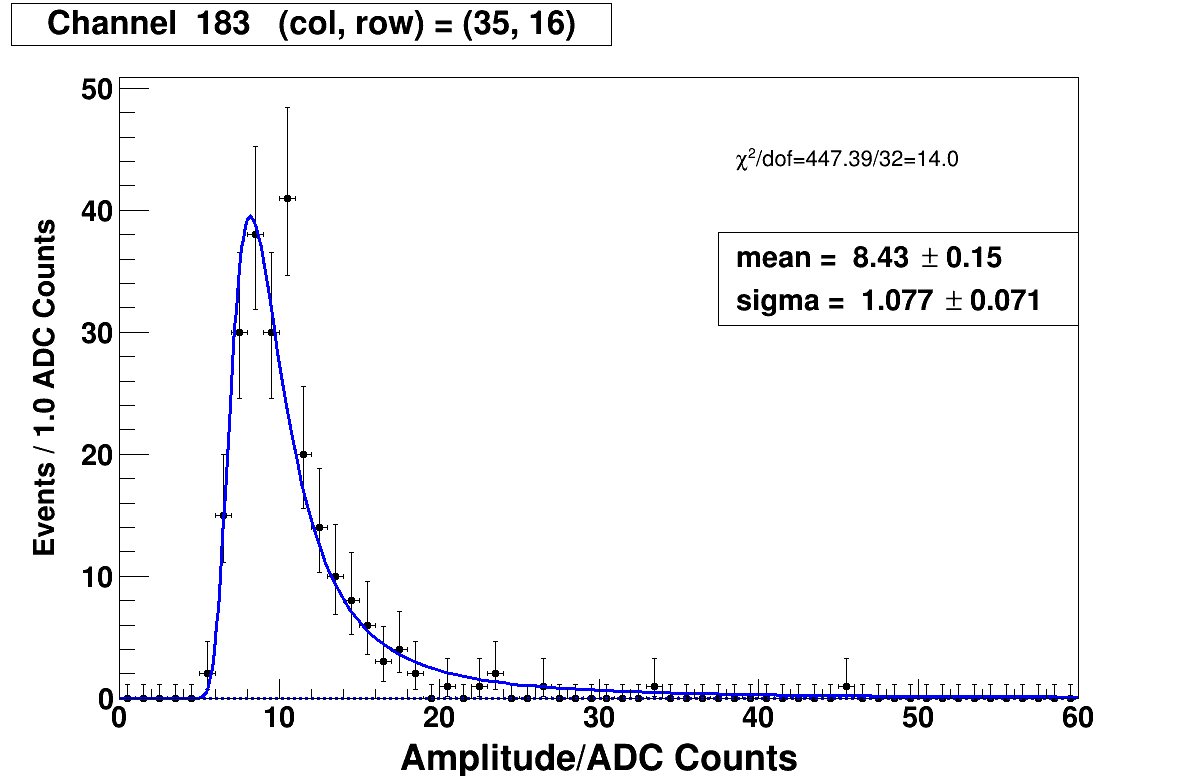 Channel 183 (col, row) = (35, 16)
χ²/dof=447.39/32=14.0
mean = 8.43 ± 0.15
sigma = 1.077 ± 0.071
Events / 1.0 ADC Counts
50
40
30
20
10
0
0 10 20 30 40 50 60
Amplitude/ADC Counts